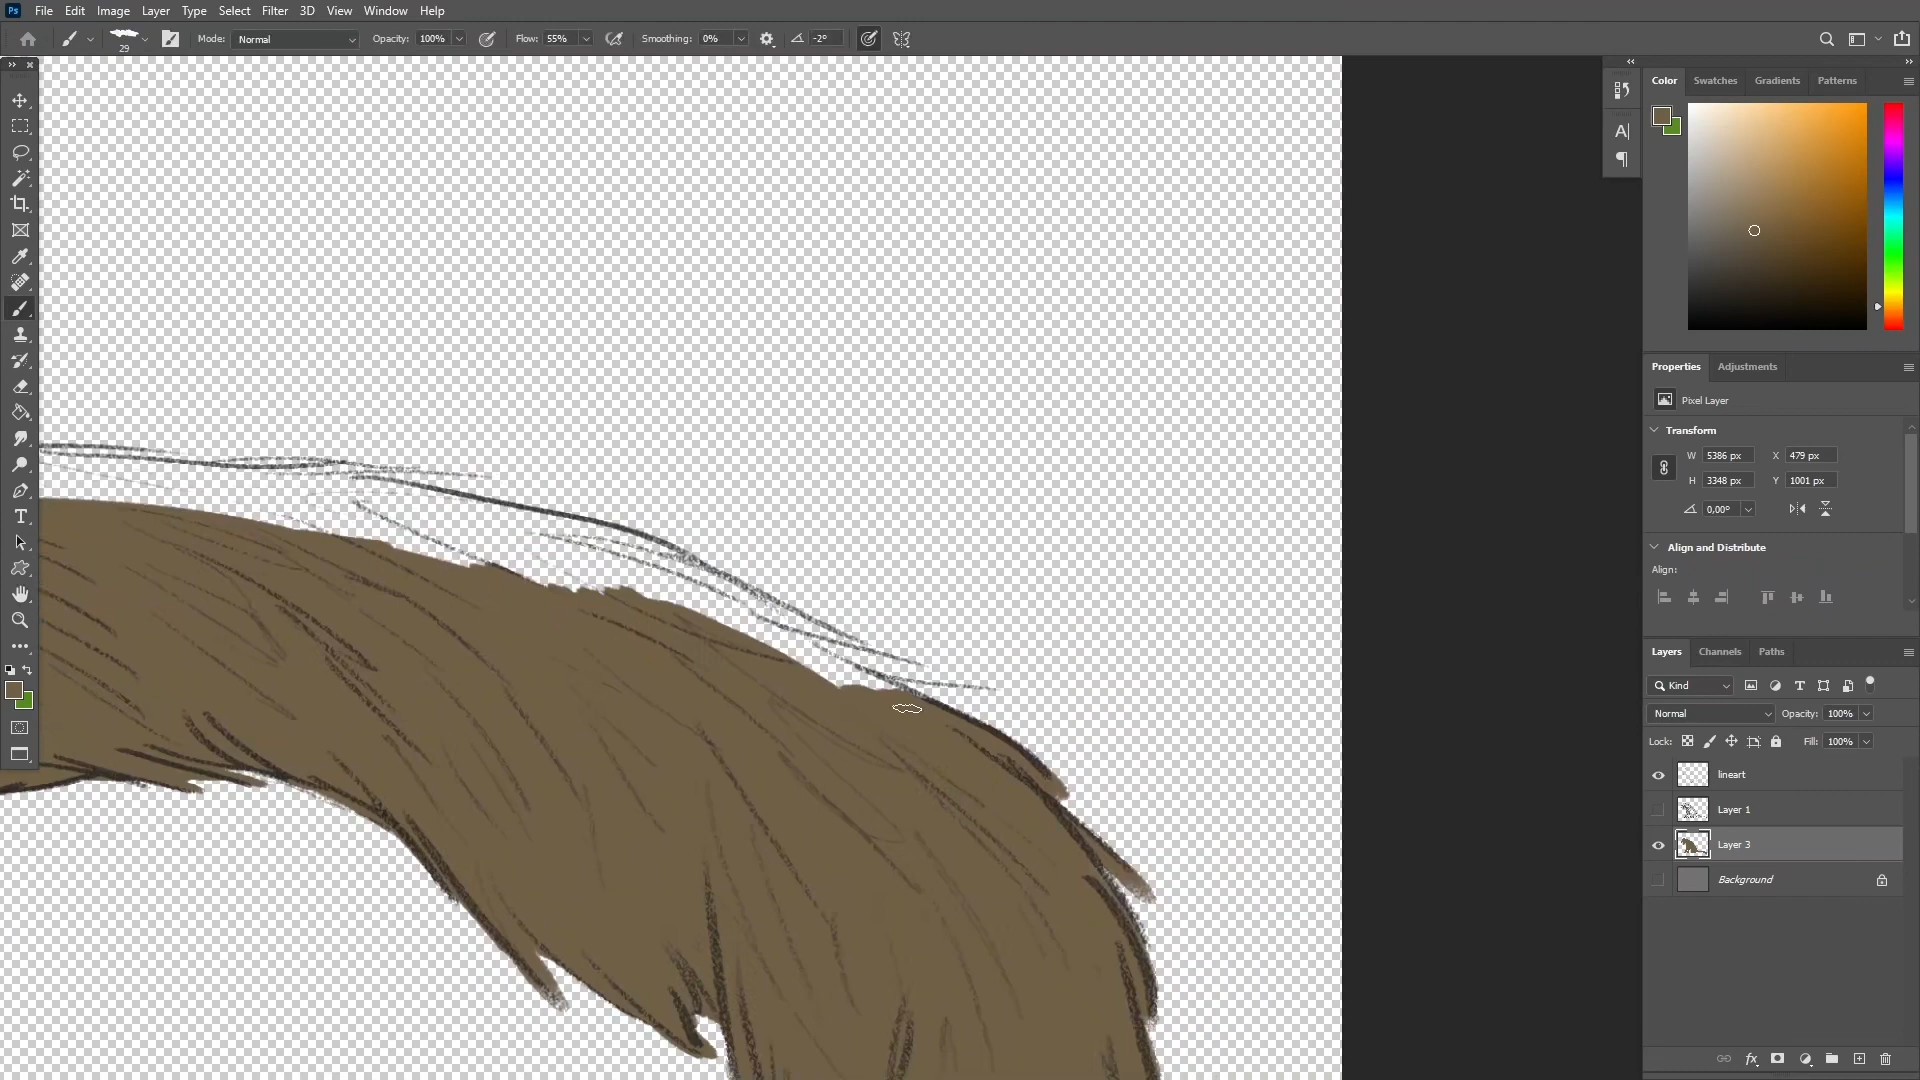 Ps File Edit Image Layer Type Select Filter 3D View Window Help
29 Mode: Normal Opacity: 100% Flow: 55% Smoothing: 0% -2°
Color Swatches Gradients Patterns
Properties Adjustments
Pixel Layer
Transform
W 5386 px X 479 px
H 3348 px Y 1001 px
0,00°
Align and Distribute
Align:
Layers Channels Paths
Kind
Normal Opacity: 100%
Lock: Fill: 100%
lineart
Layer 1
Layer 3
Background
fx